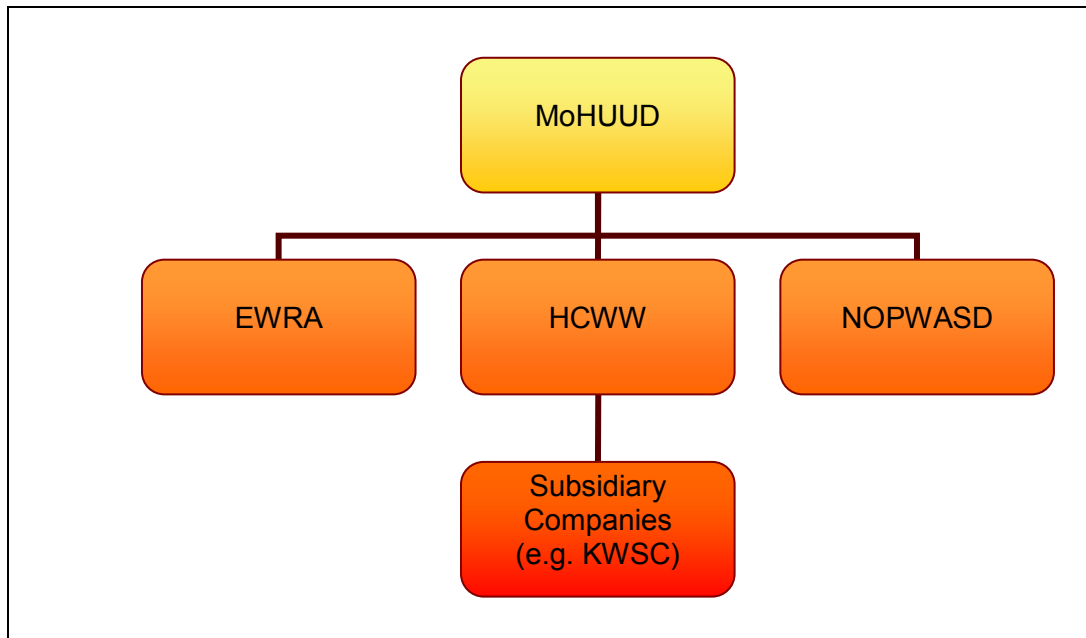 MoHUUD
EWRA
HCWW
NOPWASD
Subsidiary
Companies
(e.g. KWSC)